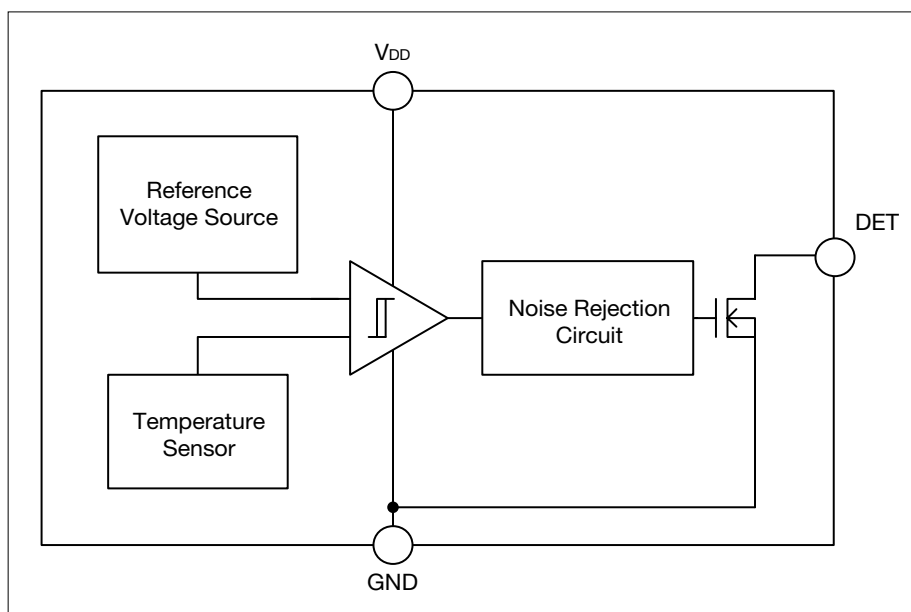 VDD
Reference
Voltage Source
DET
Noise Rejection
Circuit
Temperature
Sensor
GND